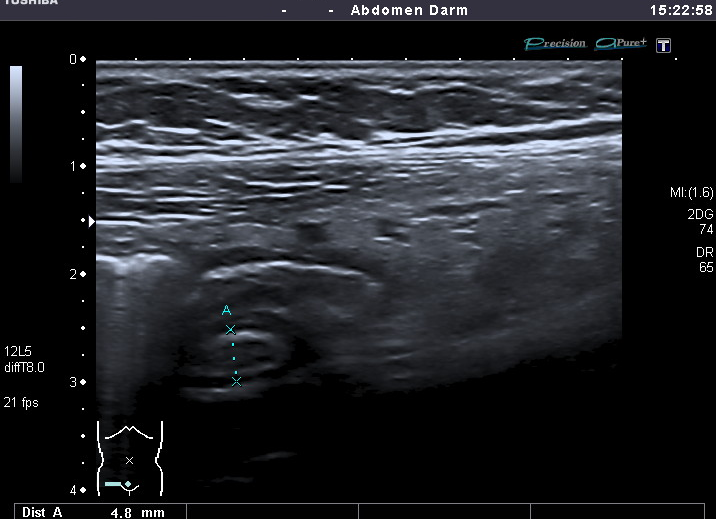 TOSHIBA
- - Abdomen Darm 15:22:58
Precision APure+ T
0
1
2
3
4
MI:(1.6)
2DG
74
DR
65
A
12L5
diffT8.0
21 fps
Dist A 4.8 mm